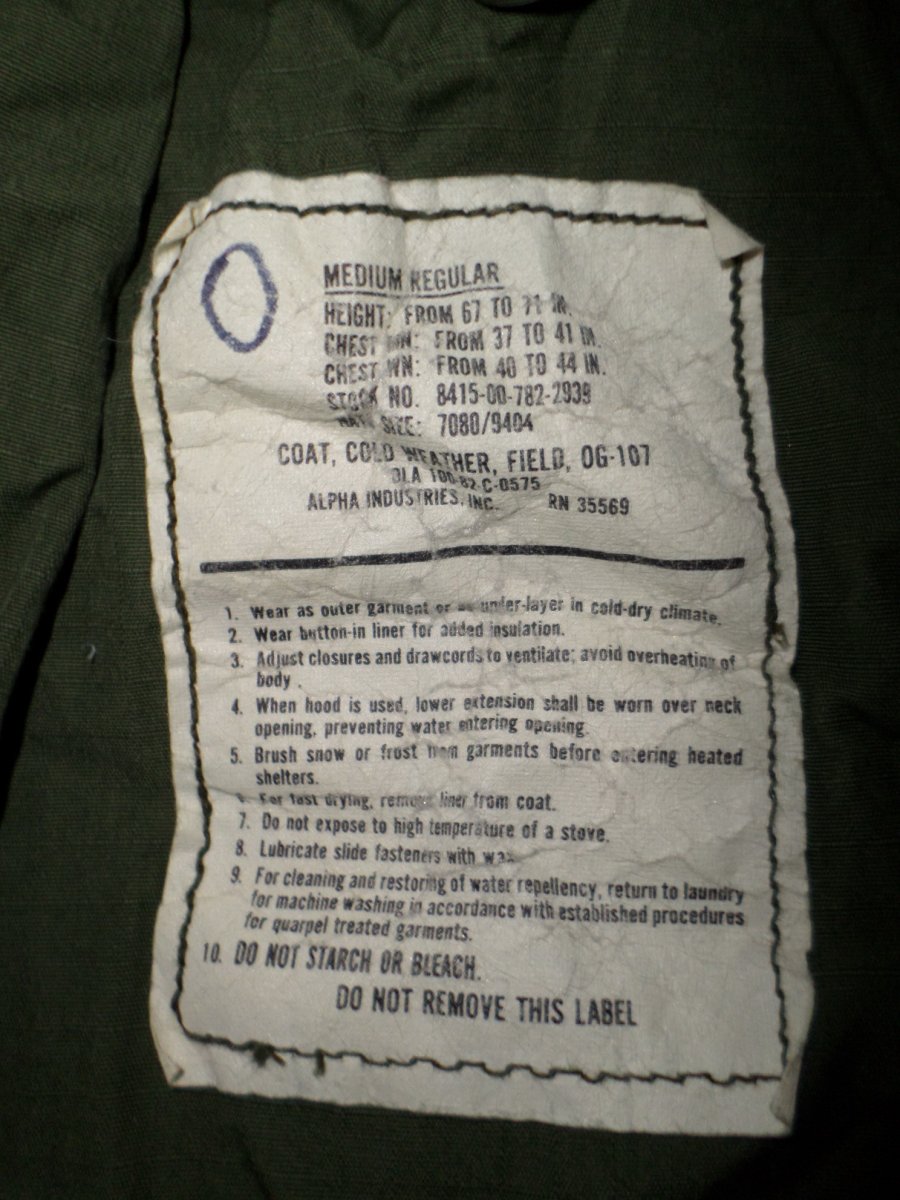 MEDIUM REGULAR
HEIGHT: FROM 67 TO 71 IN.
CHEST MN: FROM 37 TO 41 IN.
CHEST WN: FROM 40 TO 44 IN.
STOCK NO. 8415-00-782-2939
SIZE: 7080/9404
COAT, COLD WEATHER, FIELD, OG-107
DLA 100-82-C-0575
ALPHA INDUSTRIES, INC. RN 35569
1. Wear as outer garment or as under-layer in cold-dry climate.
2. Wear button-in liner for added insulation.
3. Adjust closures and drawcords to ventilate; avoid overheating of
body .
4. When hood is used, lower extension shall be worn over neck
opening, preventing water entering opening.
5. Brush snow or frost from garments before entering heated
shelters.
6. For fast drying, remove liner from coat.
7. Do not expose to high temperature of a stove.
8. Lubricate slide fasteners with wax
9. For cleaning and restoring of water repellency, return to laundry
for machine washing in accordance with established procedures
for quarpel treated garments.
10. DO NOT STARCH OR BLEACH.
DO NOT REMOVE THIS LABEL